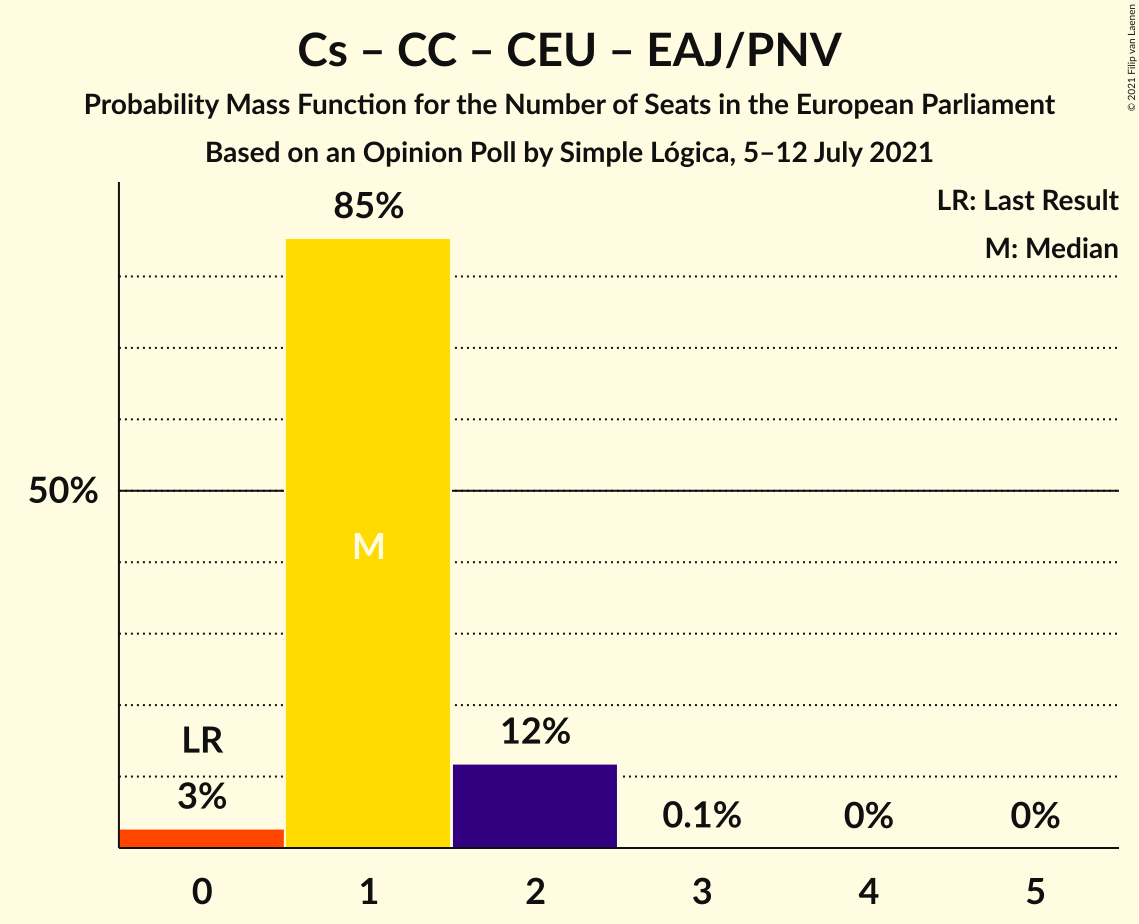 Cs – CC – CEU – EAJ/PNV
Probability Mass Function for the Number of Seats in the European Parliament
Based on an Opinion Poll by Simple Lógica, 5–12 July 2021
© 2021 Filip van Laenen
LR: Last Result
M: Median
85%
50%
M
LR
3%
12%
0.1%
0%
0%
0 1 2 3 4 5